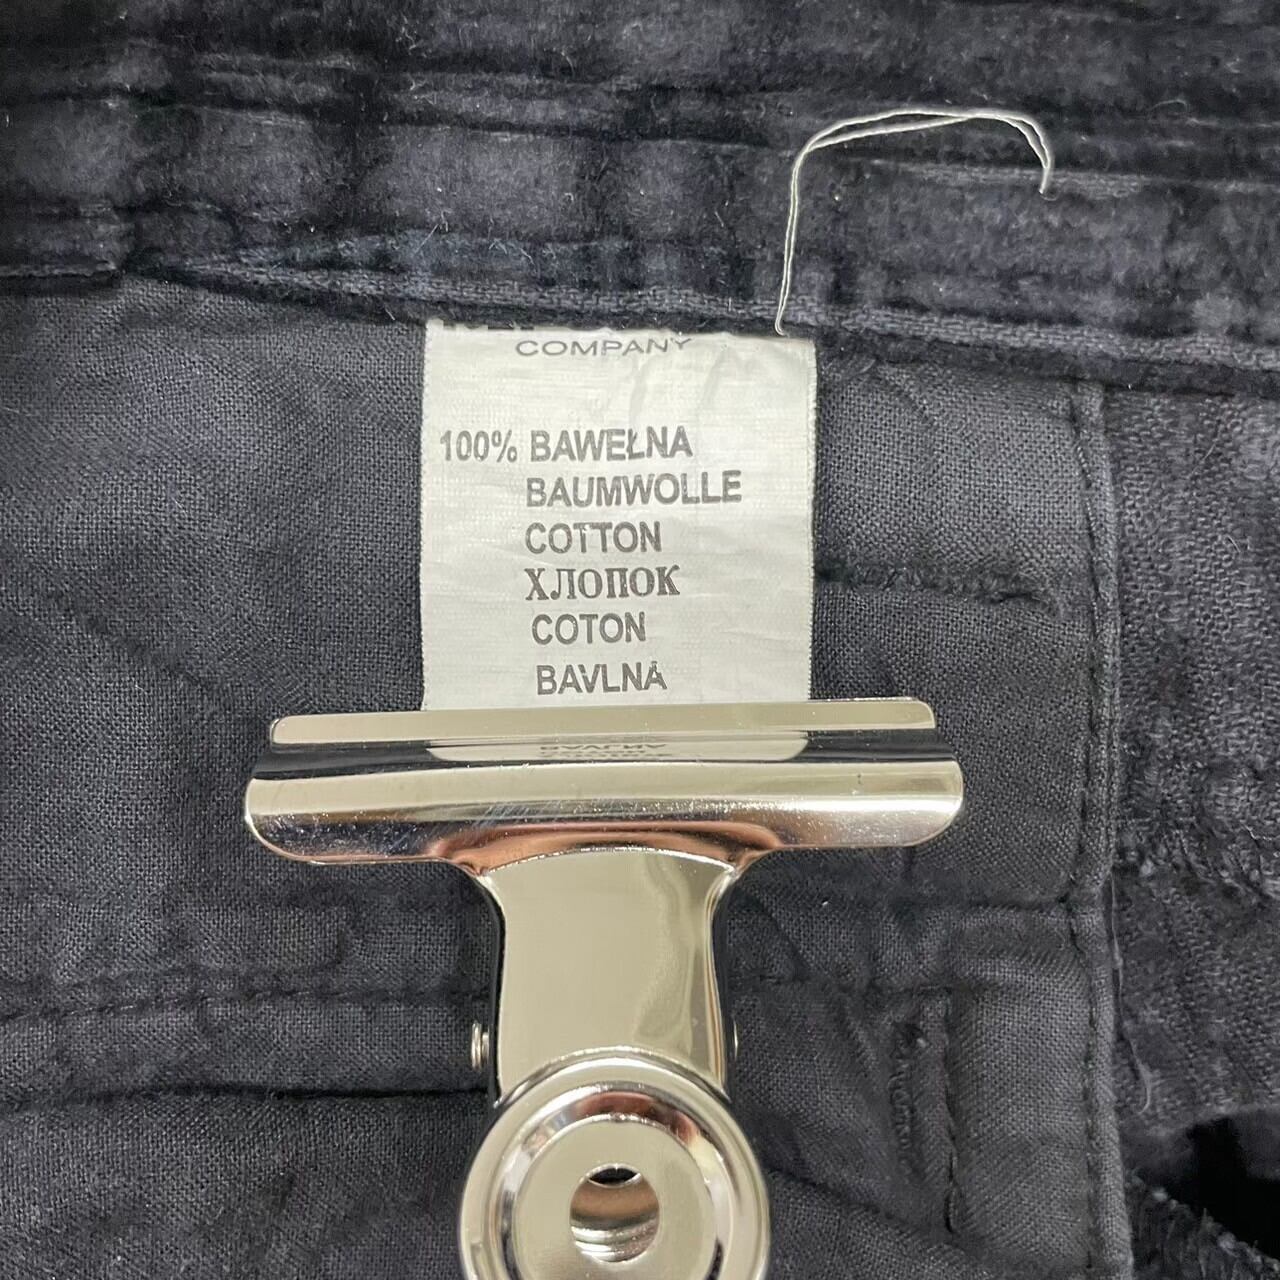 COMPANY
100% BAWEŁNA
BAUMWOLLE
COTTON
ХЛОПОК
COTON
BAVLNA